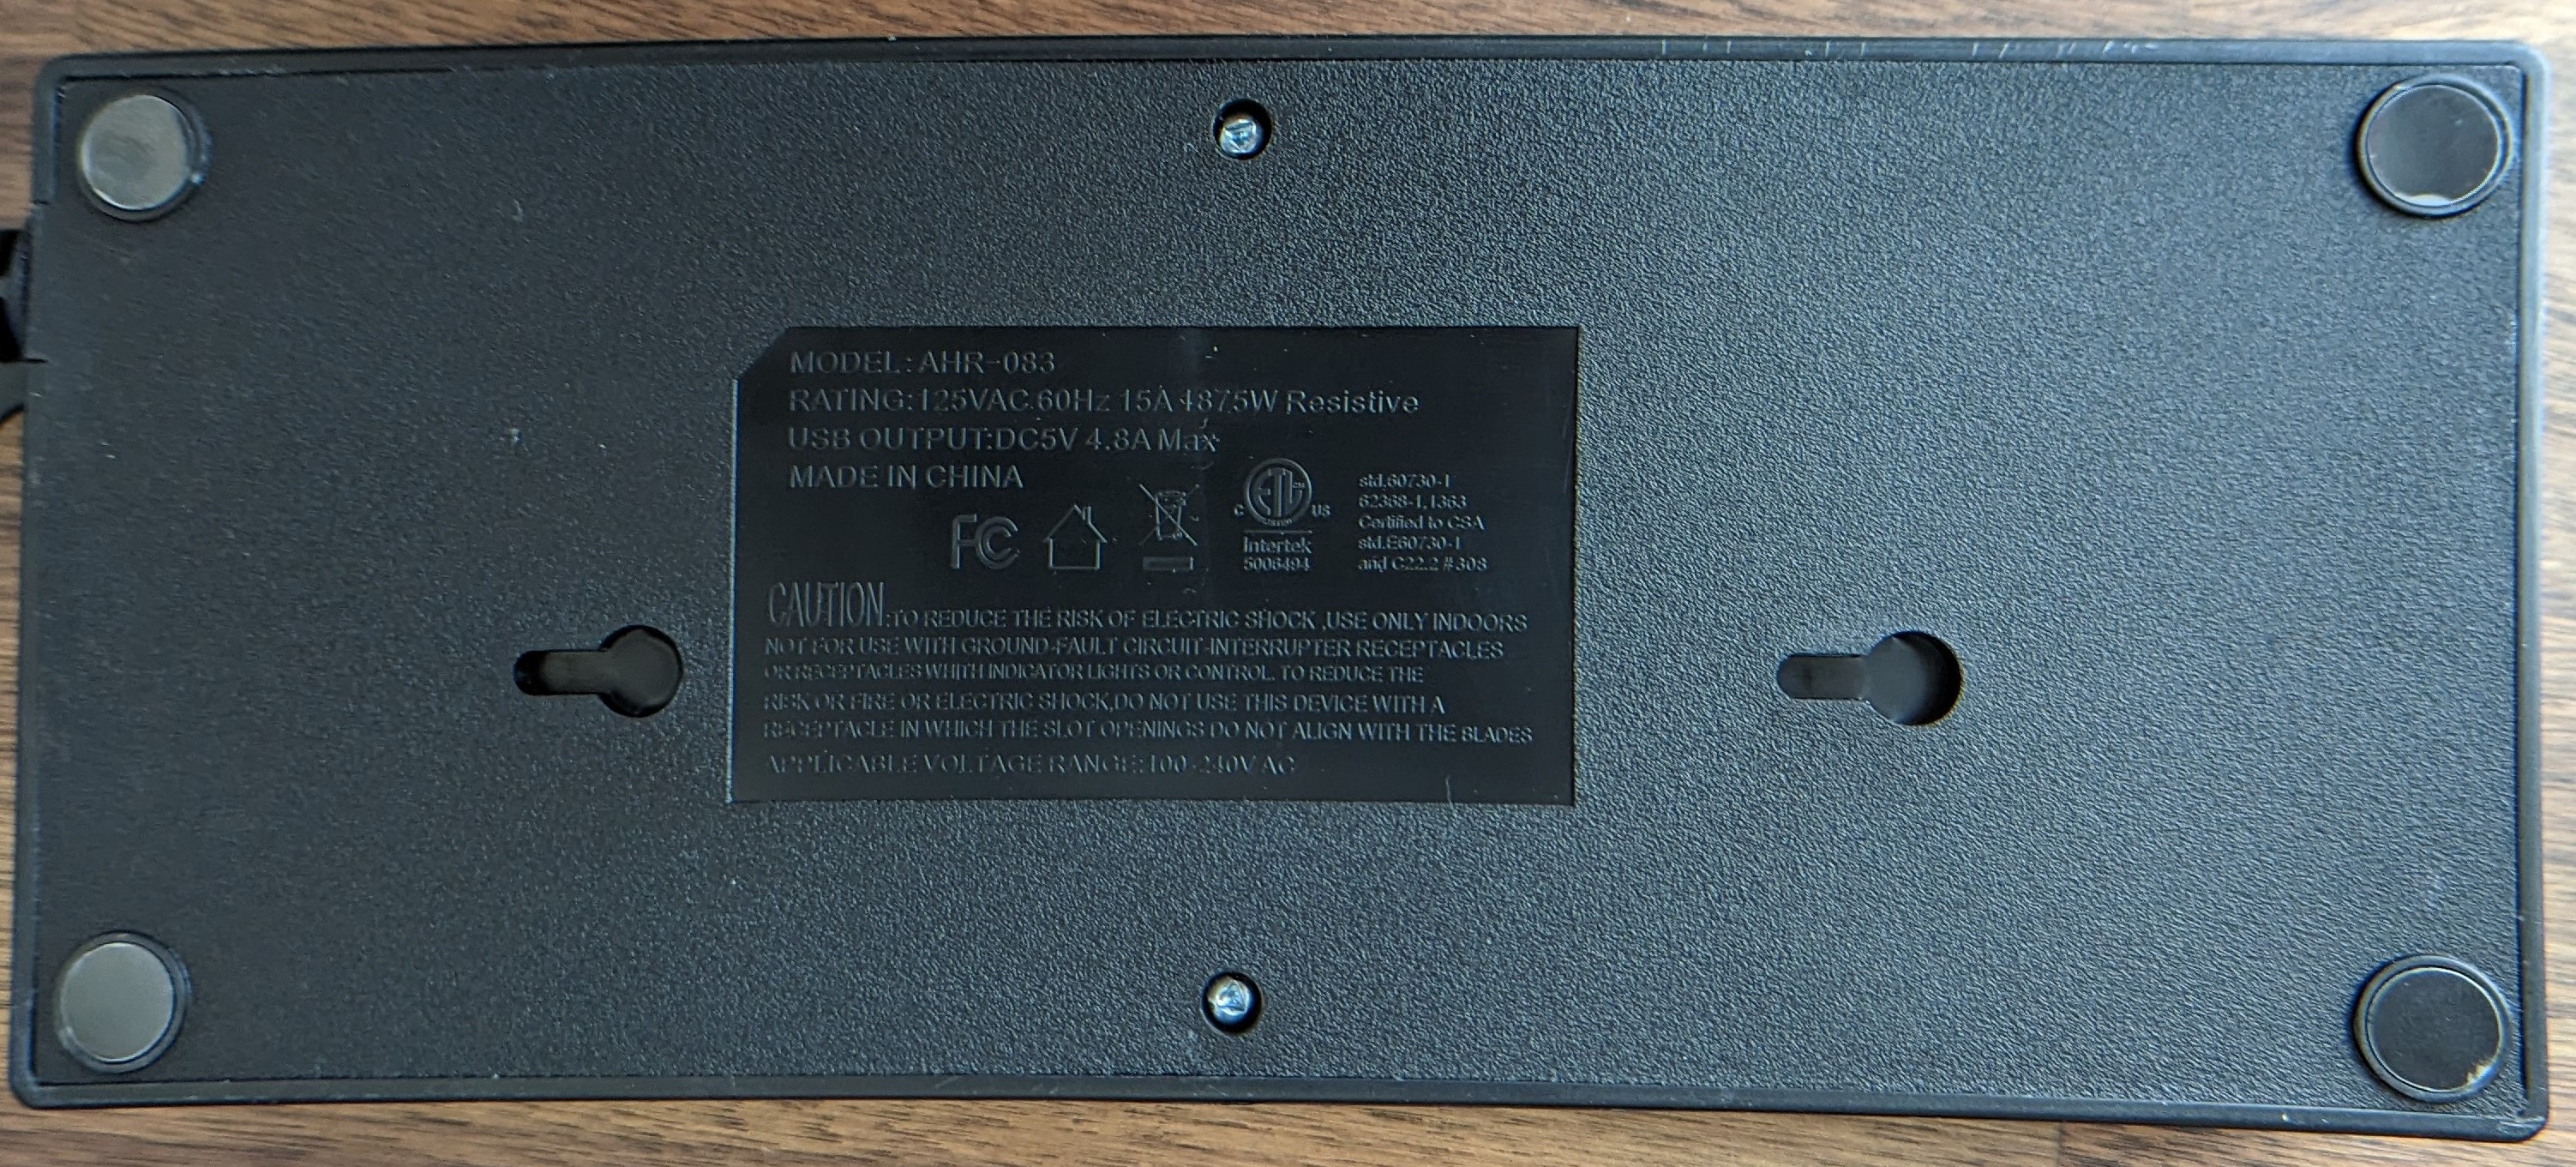 MODEL: AHR-083
RATING:125VAC.60Hz 15A 1875W Resistive
USB OUTPUT:DC5V 4.8A Max
MADE IN CHINA
FC
ETL
LISTED
C US
Intertek
5006494
std.60730-1
62368-1,1363
Certified to CSA
std.E60730-1
and C22.2 #308
CAUTION:TO REDUCE THE RISK OF ELECTRIC SHOCK ,USE ONLY INDOORS
NOT FOR USE WITH GROUND-FAULT CIRCUIT-INTERRUPTER RECEPTACLES
OR RECEPTACLES WHITH INDICATOR LIGHTS OR CONTROL. TO REDUCE THE
RISK OR FIRE OR ELECTRIC SHOCK,DO NOT USE THIS DEVICE WITH A
RECEPTACLE IN WHICH THE SLOT OPENINGS DO NOT ALIGN WITH THE BLADES
APPLICABLE VOLTAGE RANGE:100-240V AC